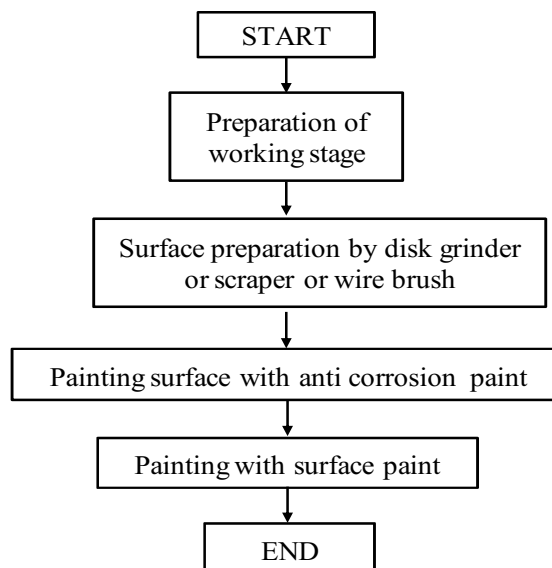 START
Preparation of
working stage
Surface preparation by disk grinder
or scraper or wire brush
Painting surface with anti corrosion paint
Painting with surface paint
END